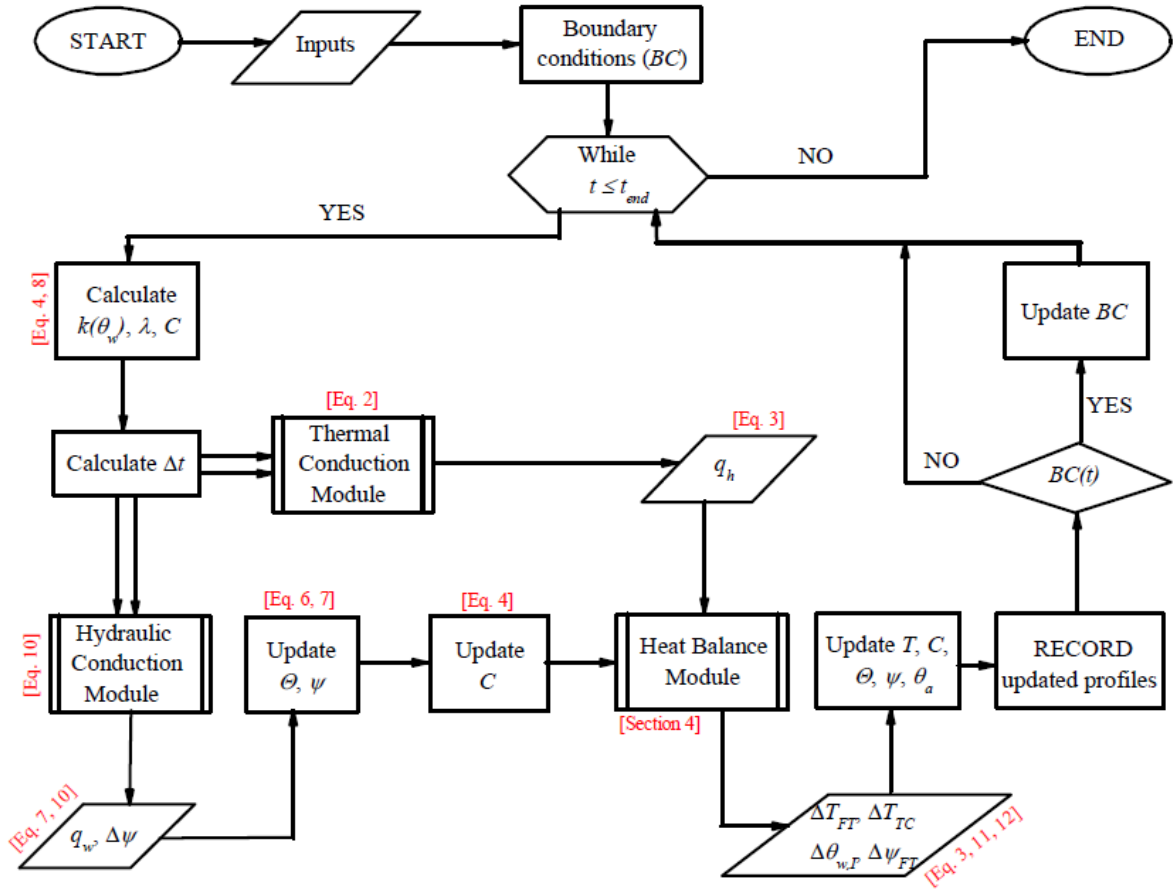 START
Inputs
Boundary
conditions (BC)
END
While
t ≤ t_end
NO
YES
[Eq. 4, 8]
Calculate
k(θ_w), λ, C
Update BC
YES
[Eq. 2]
[Eq. 3]
Calculate Δt
Thermal
Conduction
Module
q_h
NO
BC(t)
[Eq. 10]
Hydraulic
Conduction
Module
[Eq. 6, 7]
Update
Θ, ψ
[Eq. 4]
Update
C
Heat Balance
Module
[Section 4]
Update T, C,
Θ, ψ, θ_a
RECORD
updated profiles
[Eq. 7, 10]
q_w, Δψ
ΔT_FT, ΔT_TC
Δθ_w,P, Δψ_FT
[Eq. 3, 11, 12]